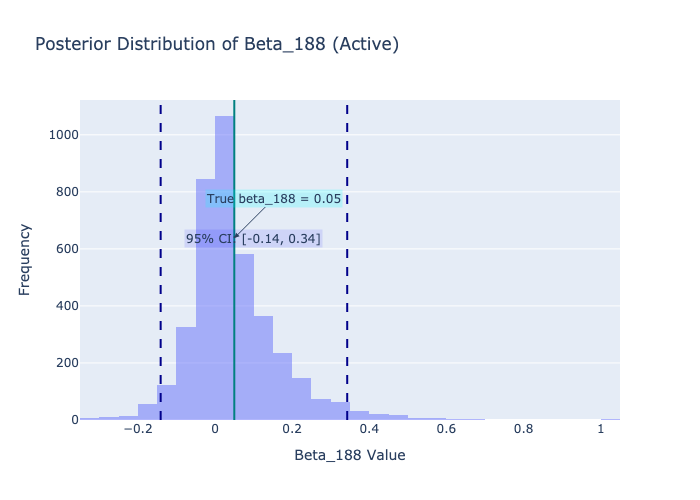 Posterior Distribution of Beta_188 (Active)
1000
800
True beta_188 = 0.05
95% CI: [-0.14, 0.34]
600
400
200
0
Frequency
−0.2 0 0.2 0.4 0.6 0.8 1
Beta_188 Value